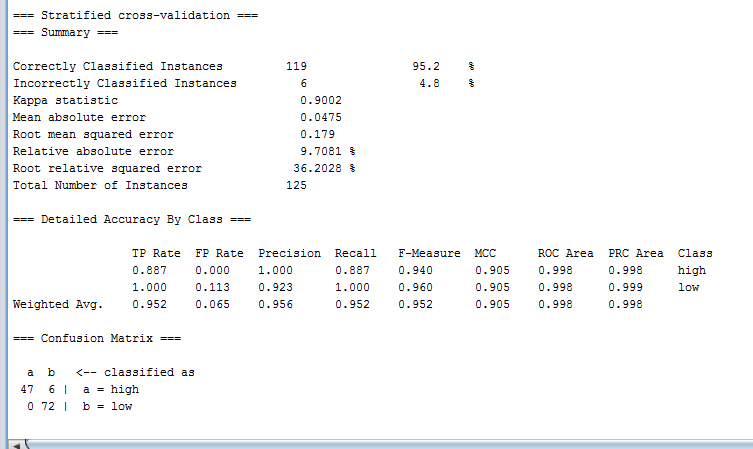 === Stratified cross-validation ===
=== Summary ===
Correctly Classified Instances 119 95.2 %
Incorrectly Classified Instances 6 4.8 %
Kappa statistic 0.9002
Mean absolute error 0.0475
Root mean squared error 0.179
Relative absolute error 9.7081 %
Root relative squared error 36.2028 %
Total Number of Instances 125
=== Detailed Accuracy By Class ===
TP Rate FP Rate Precision Recall F-Measure MCC ROC Area PRC Area Class
0.887 0.000 1.000 0.887 0.940 0.905 0.998 0.998 high
1.000 0.113 0.923 1.000 0.960 0.905 0.998 0.999 low
Weighted Avg. 0.952 0.065 0.956 0.952 0.952 0.905 0.998 0.998
=== Confusion Matrix ===
a b <-- classified as
47 6 | a = high
0 72 | b = low